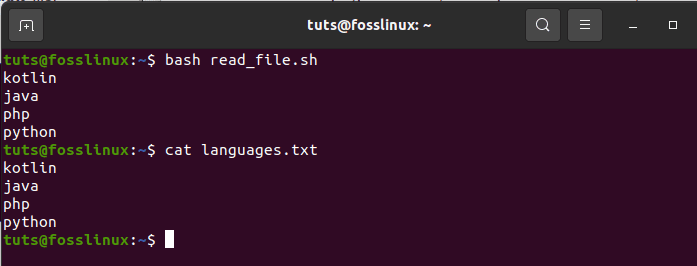 tuts@fosslinux: ~
tuts@fosslinux:~$ bash read_file.sh
kotlin
java
php
python
tuts@fosslinux:~$ cat languages.txt
kotlin
java
php
python
tuts@fosslinux:~$